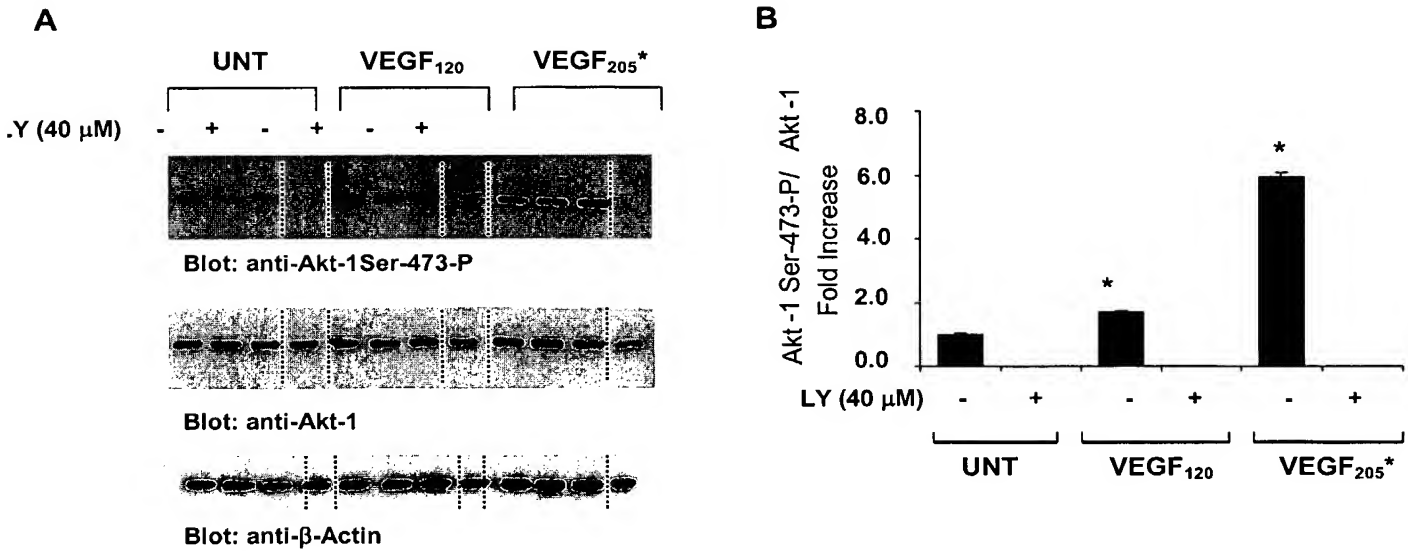 A
UNT VEGF₁₂₀ VEGF₂₀₅*
.Y (40 μM) - + - + - +
Blot: anti-Akt-1Ser-473-P
Blot: anti-Akt-1
Blot: anti-β-Actin
B
Akt -1 Ser-473-P/ Akt -1
Fold Increase
8.0
6.0
4.0
2.0
0.0
*
*
LY (40 μM) - + - + - +
UNT VEGF₁₂₀ VEGF₂₀₅*